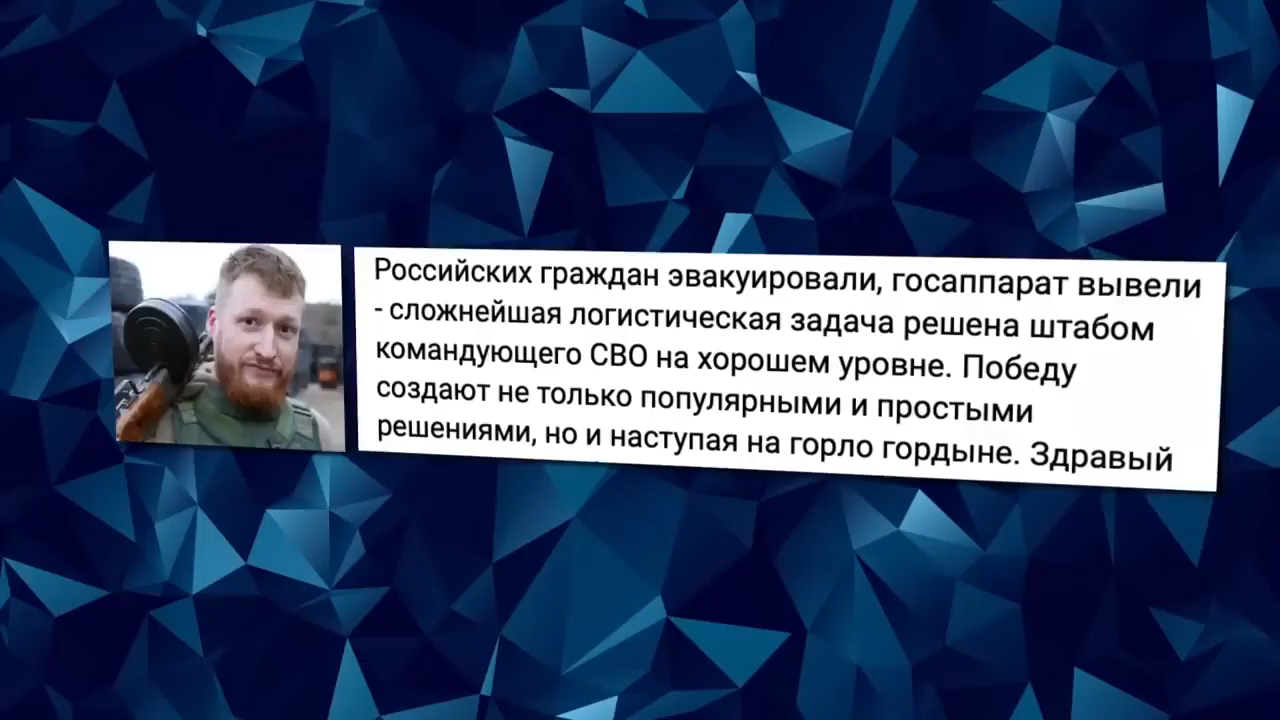 Российских граждан эвакуировали, госаппарат вывели
- сложнейшая логистическая задача решена штабом
командующего СВО на хорошем уровне. Победу
создают не только популярными и простыми
решениями, но и наступая на горло гордыне. Здравый